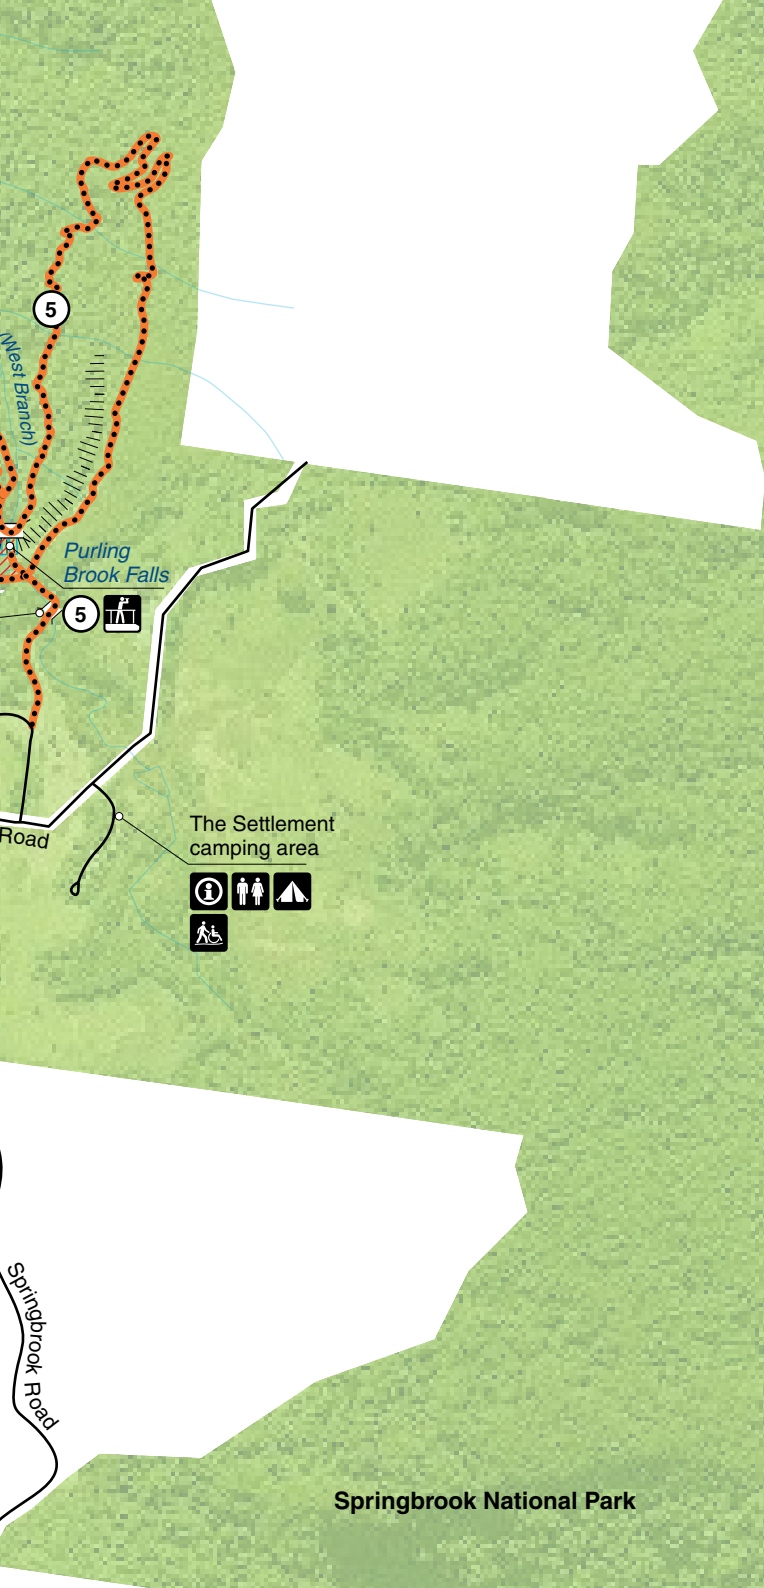 5
(West Branch)
Purling
Brook Falls
5
Road
The Settlement
camping area
Springbrook Road
Springbrook National Park